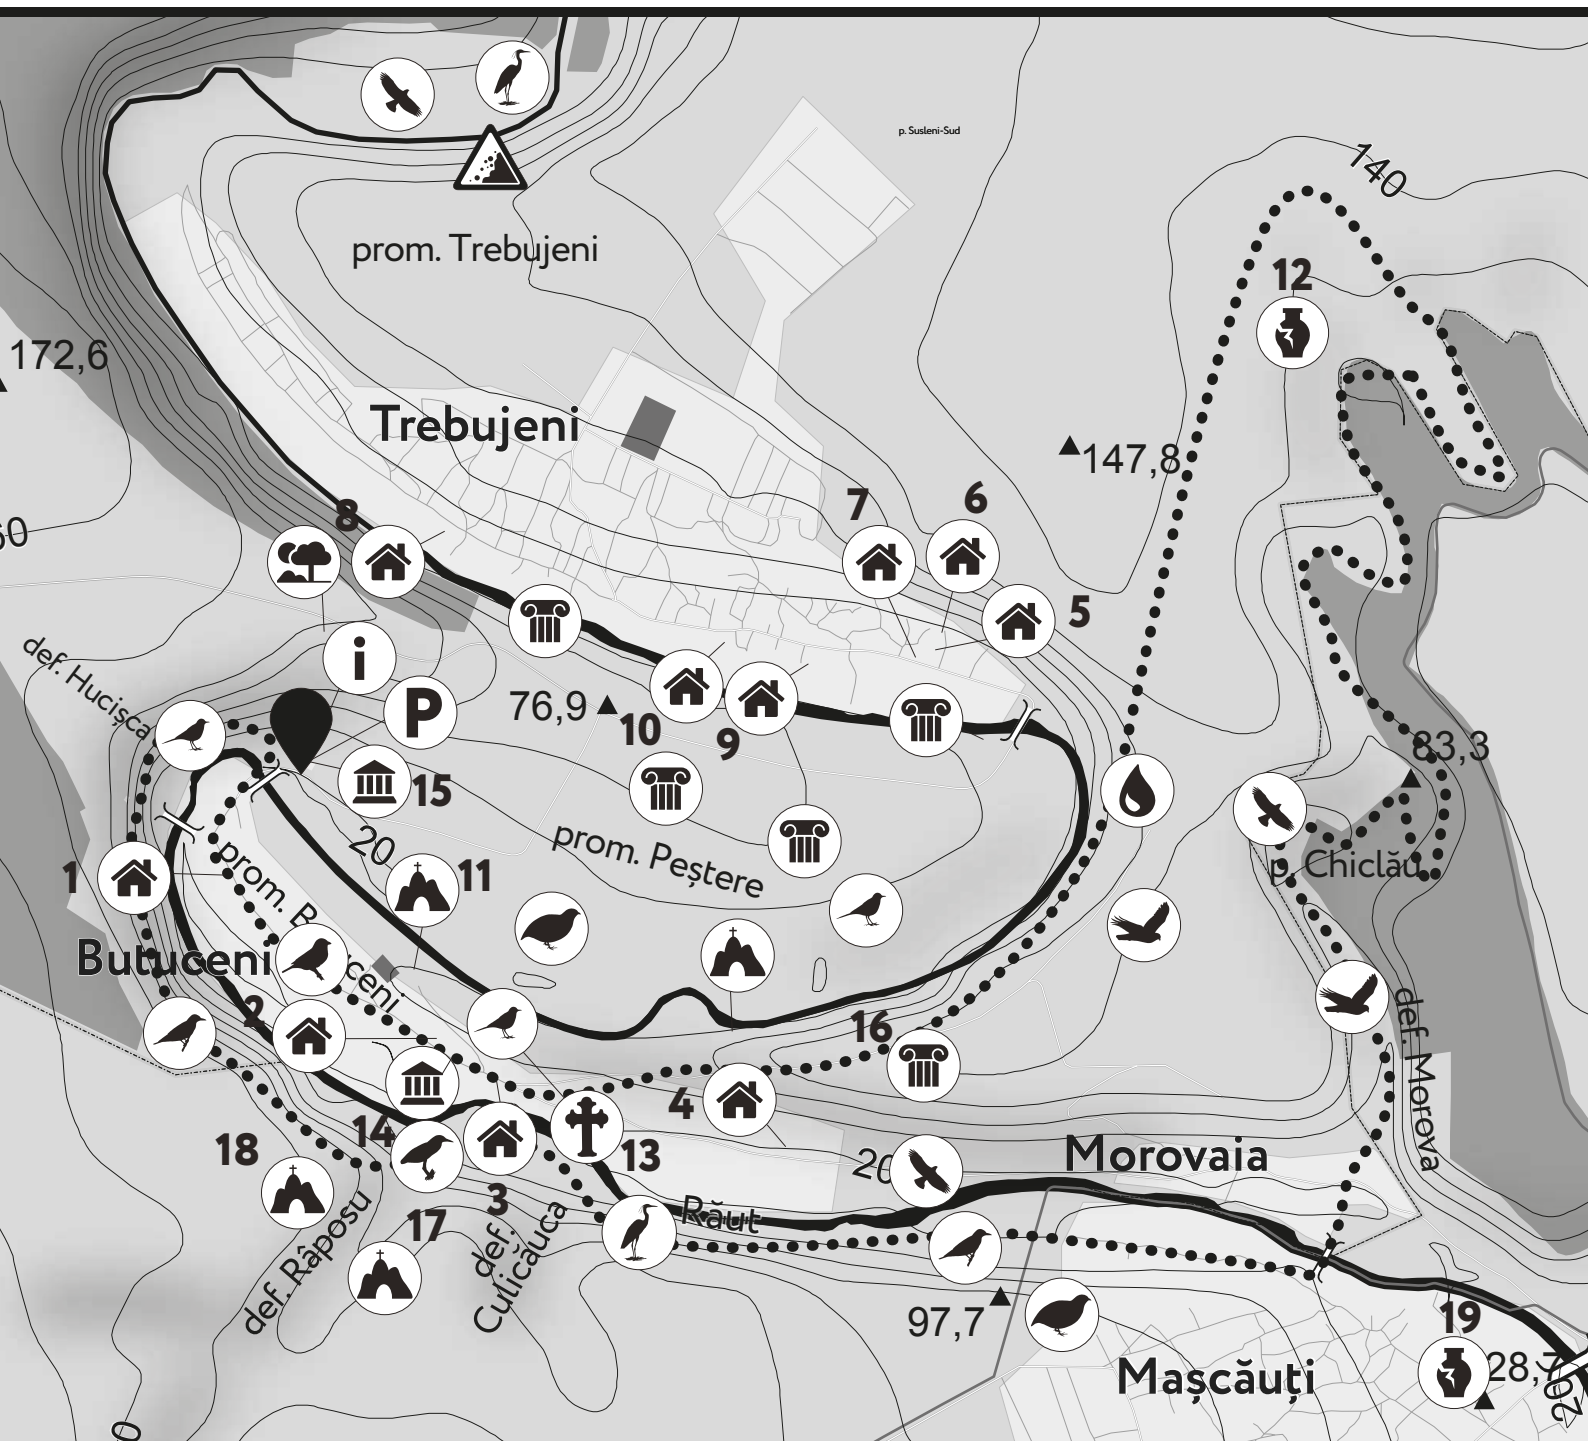 p. Susleni-Sud
140
prom. Trebujeni
12
172,6
Trebujeni
147,8
8
7
6
60
5
i
def. Hucișca
P
76,9
10
9
83,3
15
20
prom. Peștere
1
11
p. Chiclău
Butuceni
2
16
def. Morova
4
14
18
13
20
Morovaia
3
17
def. Râposu
def.
Culicăuca
Răut
97,7
19
28,7
Mașcăuți